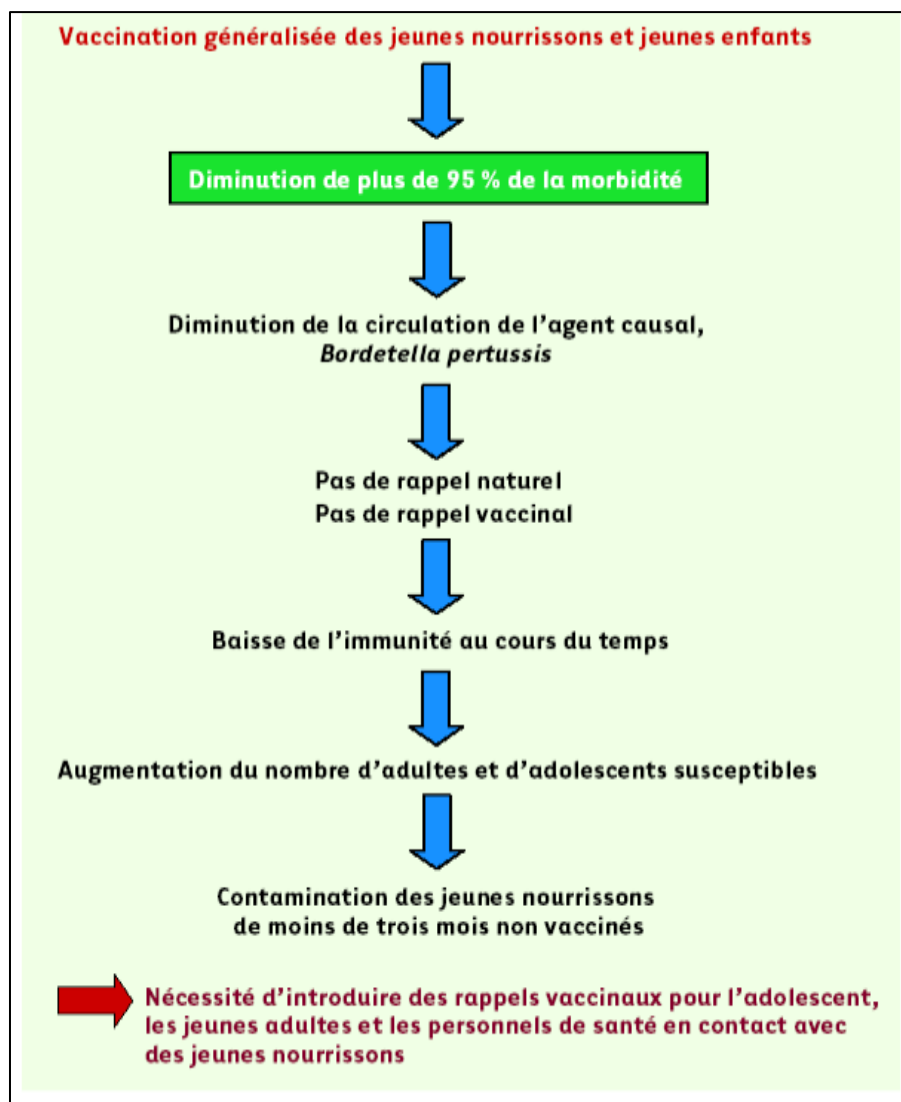 Vaccination généralisée des jeunes nourrissons et jeunes enfants
Diminution de plus de 95 % de la morbidité
Diminution de la circulation de l'agent causal,
Bordetella pertussis
Pas de rappel naturel
Pas de rappel vaccinal
Baisse de l'immunité au cours du temps
Augmentation du nombre d'adultes et d'adolescents susceptibles
Contamination des jeunes nourrissons
de moins de trois mois non vaccinés
Nécessité d'introduire des rappels vaccinaux pour l'adolescent,
les jeunes adultes et les personnels de santé en contact avec
des jeunes nourrissons